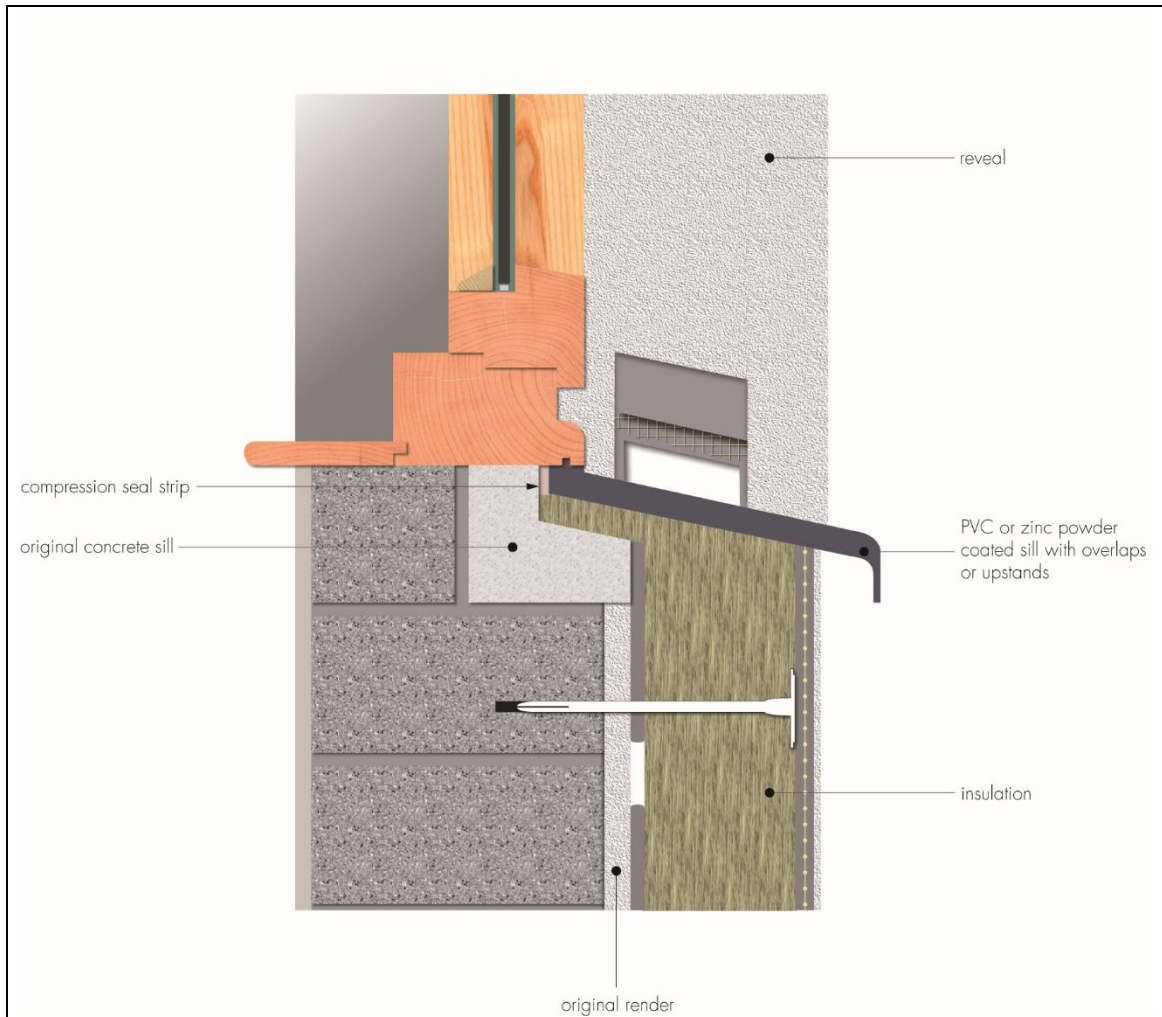 reveal
compression seal strip
original concrete sill
PVC or zinc powder
coated sill with overlaps
or upstands
insulation
original render